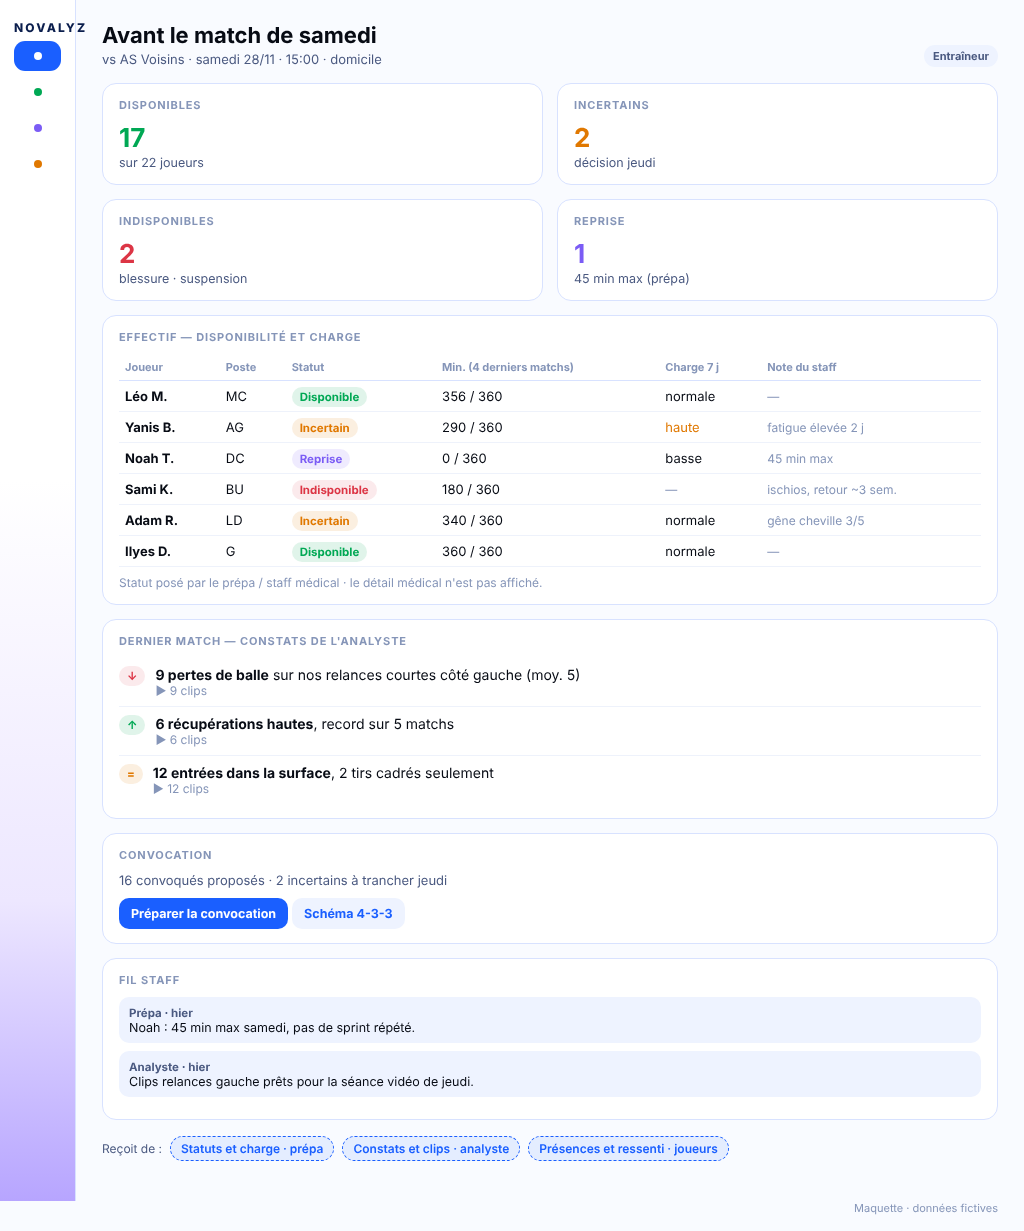 NOVALYZ
Avant le match de samedi
vs AS Voisins · samedi 28/11 · 15:00 · domicile
Entraîneur
DISPONIBLES
17
sur 22 joueurs
INCERTAINS
2
décision jeudi
INDISPONIBLES
2
blessure · suspension
REPRISE
1
45 min max (prépa)
EFFECTIF — DISPONIBILITÉ ET CHARGE
Joueur Poste Statut Min. (4 derniers matchs) Charge 7 j Note du staff
Léo M. MC Disponible 356 / 360 normale —
Yanis B. AG Incertain 290 / 360 haute fatigue élevée 2 j
Noah T. DC Reprise 0 / 360 basse 45 min max
Sami K. BU Indisponible 180 / 360 — ischios, retour ~3 sem.
Adam R. LD Incertain 340 / 360 normale gêne cheville 3/5
Ilyes D. G Disponible 360 / 360 normale —
Statut posé par le prépa / staff médical · le détail médical n'est pas affiché.
DERNIER MATCH — CONSTATS DE L'ANALYSTE
↓ 9 pertes de balle sur nos relances courtes côté gauche (moy. 5)
▶ 9 clips
↑ 6 récupérations hautes, record sur 5 matchs
▶ 6 clips
= 12 entrées dans la surface, 2 tirs cadrés seulement
▶ 12 clips
CONVOCATION
16 convoqués proposés · 2 incertains à trancher jeudi
Préparer la convocation Schéma 4-3-3
FIL STAFF
Prépa · hier
Noah : 45 min max samedi, pas de sprint répété.
Analyste · hier
Clips relances gauche prêts pour la séance vidéo de jeudi.
Reçoit de : Statuts et charge · prépa Constats et clips · analyste Présences et ressenti · joueurs
Maquette · données fictives